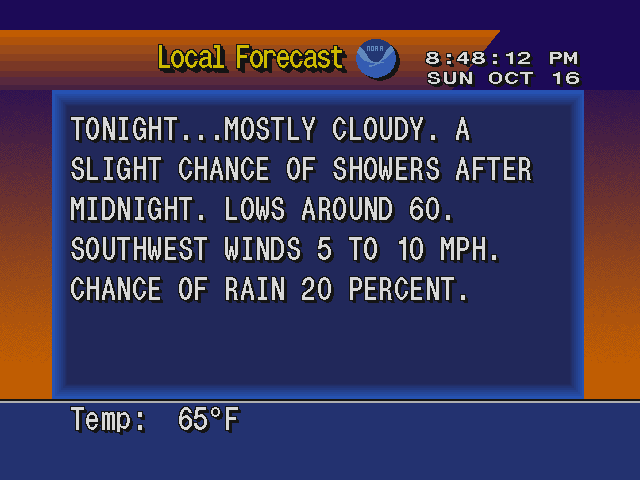 Local Forecast
NOAA
8:48:12 PM
SUN OCT 16
TONIGHT...MOSTLY CLOUDY. A
SLIGHT CHANCE OF SHOWERS AFTER
MIDNIGHT. LOWS AROUND 60.
SOUTHWEST WINDS 5 TO 10 MPH.
CHANCE OF RAIN 20 PERCENT.
Temp: 65°F